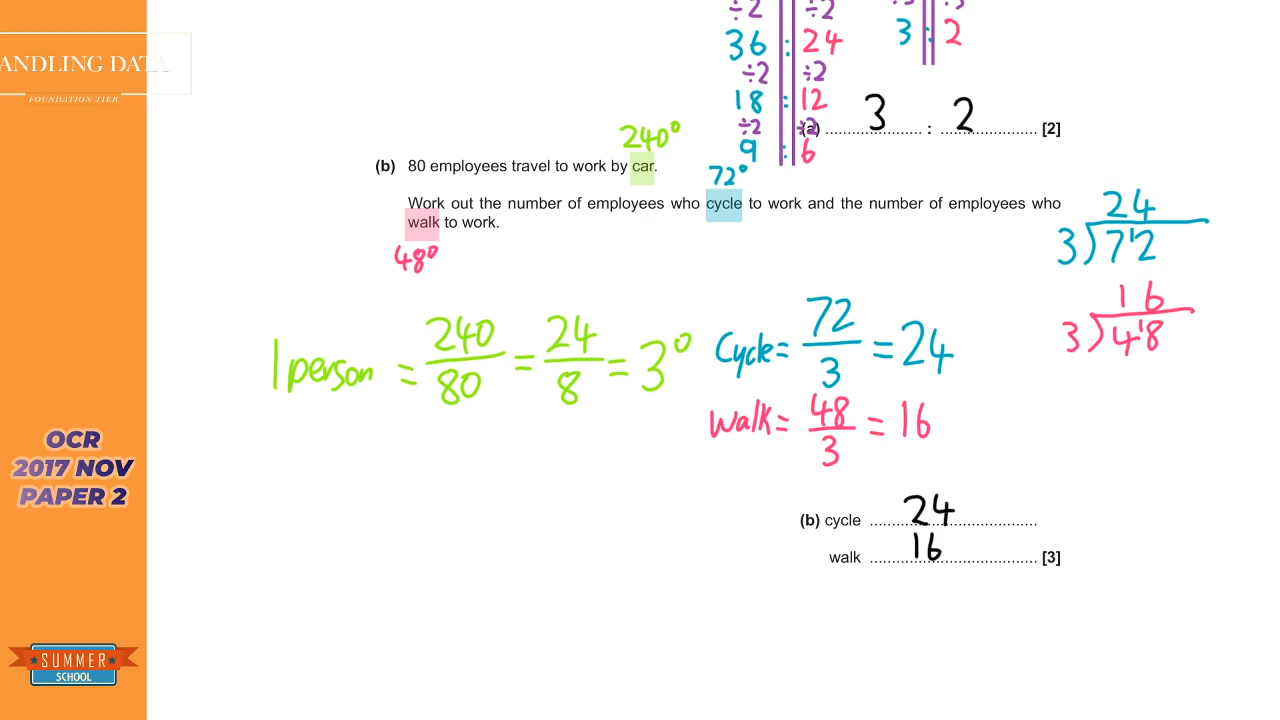 ÷2 ÷2
36 : 24 3 : 2
÷2 ÷2
18 : 12
÷2 ÷2
9 : 6
(a) 3 : 2 [2]
ANDLING DATA
FOUNDATION TIER
240°
(b) 80 employees travel to work by car.
72°
Work out the number of employees who cycle to work and the number of employees who
walk to work.
48°
24
3)7¹2
16
3)4¹8
1 person = 240/80 = 24/8 = 3°
Cycle = 72/3 = 24
Walk = 48/3 = 16
(b) cycle 24
walk 16 [3]
OCR
2017 NOV
PAPER 2
SUMMER
SCHOOL